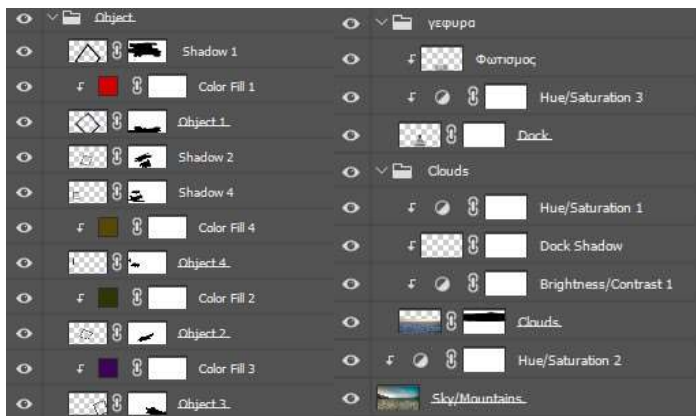 Object
Shadow 1
Color Fill 1
Object 1
Shadow 2
Shadow 4
Color Fill 4
Object 4
Color Fill 2
Object 2
Color Fill 3
Object 3
γεφυρα
Φωτισμος
Hue/Saturation 3
Dock
Clouds
Hue/Saturation 1
Dock Shadow
Brightness/Contrast 1
Clouds
Hue/Saturation 2
Sky/Mountains